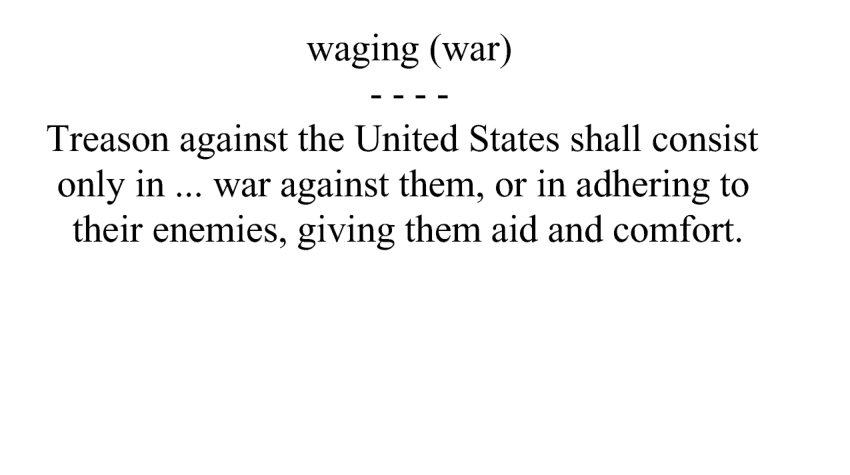 waging (war)
- - - -
Treason against the United States shall consist
only in ... war against them, or in adhering to
their enemies, giving them aid and comfort.